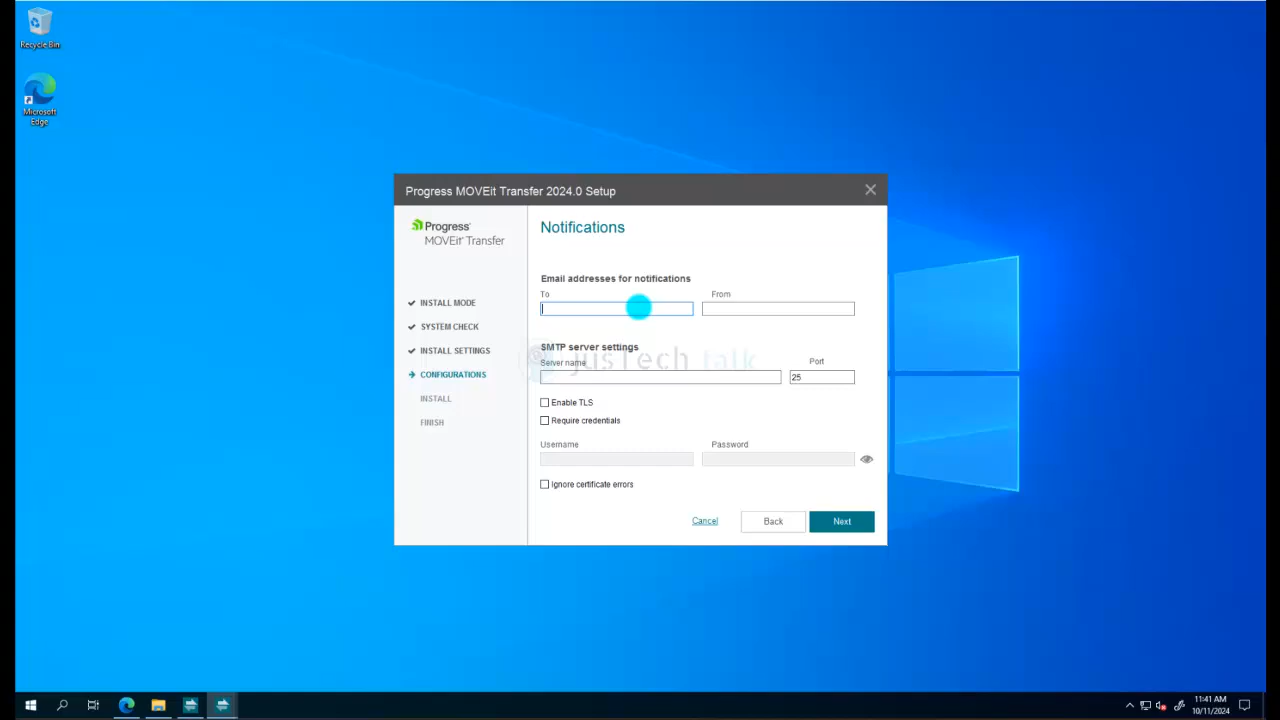 Recycle Bin
Microsoft
Edge
Progress MOVEit Transfer 2024.0 Setup
Progress
MOVEit Transfer
INSTALL MODE
SYSTEM CHECK
INSTALL SETTINGS
CONFIGURATIONS
INSTALL
FINISH
Notifications
Email addresses for notifications
To From
SMTP server settings
jusTech talk
Server name Port
25
Enable TLS
Require credentials
Username Password
Ignore certificate errors
Cancel Back Next
11:41 AM
10/11/2024